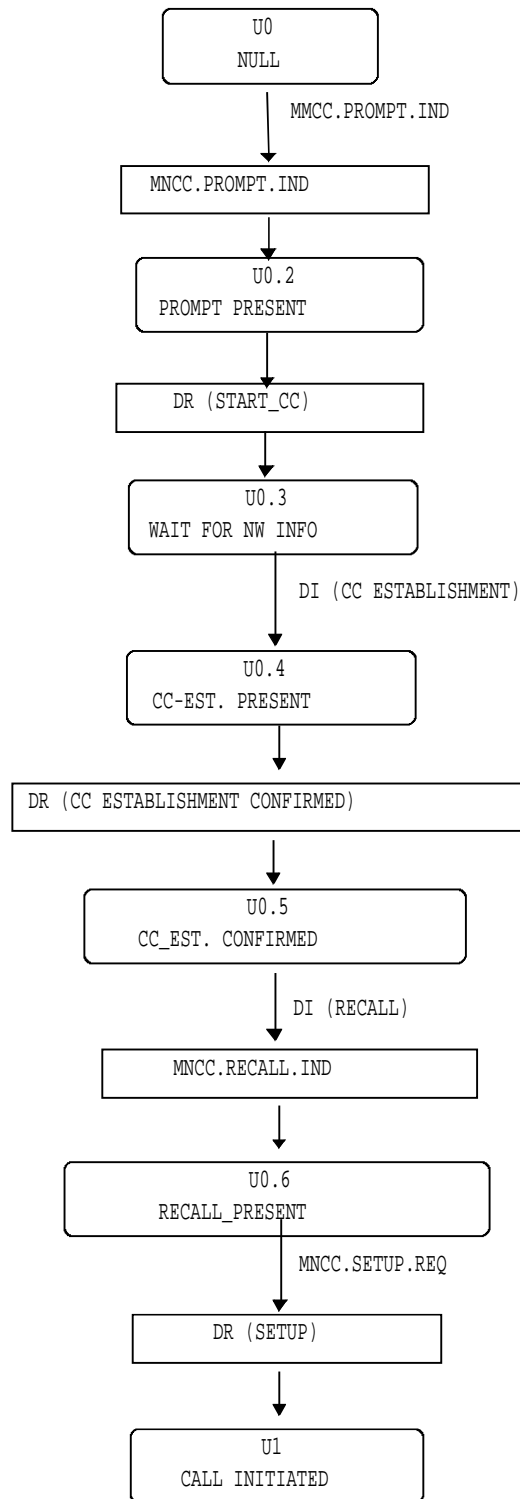 U0
NULL
MMCC.PROMPT.IND
MNCC.PROMPT.IND
U0.2
PROMPT PRESENT
DR (START_CC)
U0.3
WAIT FOR NW INFO
DI (CC ESTABLISHMENT)
U0.4
CC-EST. PRESENT
DR (CC ESTABLISHMENT CONFIRMED)
U0.5
CC_EST. CONFIRMED
DI (RECALL)
MNCC.RECALL.IND
U0.6
RECALL_PRESENT
MNCC.SETUP.REQ
DR (SETUP)
U1
CALL INITIATED